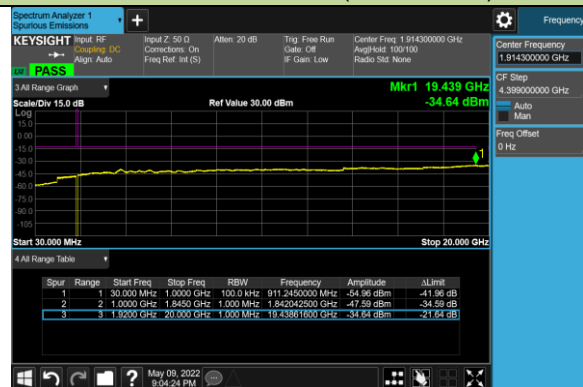 Spectrum Analyzer 1
Spurious Emissions
+
Frequency
KEYSIGHT Input: RF Input Z: 50 Ω Atten: 20 dB Trig: Free Run Center Freq: 1.914300000 GHz
Coupling: DC Corrections: On Gate: Off Avg|Hold: 100/100
Align: Auto Freq Ref: Int (S) IF Gain: Low Radio Std: None
PASS
Center Frequency
1.914300000 GHz
CF Step
4.399000000 GHz
Auto
Man
Freq Offset
0 Hz
3 All Range Graph
Mkr1 19.439 GHz
Scale/Div 15.0 dB Ref Value 30.00 dBm -34.64 dBm
Log
15.0
0.00
-15.0
-30.0
-45.0
-60.0
-75.0
-90.0
-105
1
Start 30.000 MHz Stop 20.000 GHz
4 All Range Table
Spur Range Start Freq Stop Freq RBW Frequency Amplitude ΔLimit
1 1 30.000 MHz 1.0000 GHz 100.0 kHz 911.2450000 MHz -54.96 dBm -41.96 dB
2 2 1.0000 GHz 1.8450 GHz 1.000 MHz 1.842042500 GHz -47.59 dBm -34.59 dB
3 3 1.9200 GHz 20.000 GHz 1.000 MHz 19.43861600 GHz -34.64 dBm -21.64 dB
?
May 09, 2022
9:04:24 PM